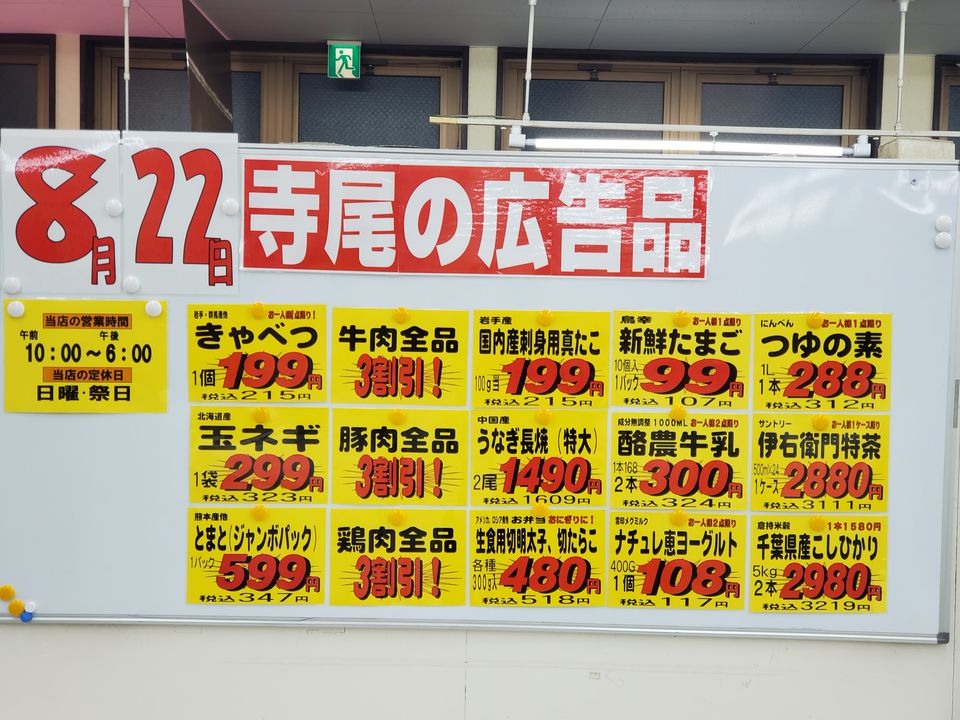 8月22日
寺尾の広告品
当店の営業時間
午前 午後
10:00～6:00
当店の定休日
日曜・祭日
岩手・群馬産他 お一人様1点限り!
きゃべつ
1個 199円
税込215円
牛肉全品
3割引!
岩手産
国内産刺身用真たこ
100g当 199円
税込215円
鳥幸 お一人様1点限り
新鮮たまご
10個入
1パック 99円
税込107円
にんべん お一人様1点限り
つゆの素
1L
1本 288円
税込312円
北海道産
玉ネギ
1袋 299円
税込323円
豚肉全品
3割引!
中国産
うなぎ長焼(特大)
2尾 1490円
税込1609円
成分無調整1000ML お一人様2点限り
酪農牛乳
1本168
2本 300円
税込324円
サントリー お一人様1ケース限り
伊右衛門特茶
500ml×24
1ケース 2880円
税込3111円
熊本産他
とまと(ジャンボパック)
1パック 599円
税込347円
鶏肉全品
3割引!
アメリカ、ロシア産 お弁当 おにぎりに!
生食用切明太子、切たらこ
各種
300g入 480円
税込518円
雪印メグミルク お一人様2点限り
ナチュレ恵ヨーグルト
400G
1個 108円
税込117円
倉持米穀 1本1580円
千葉県産こしひかり
5kg
2本 2980円
税込3219円